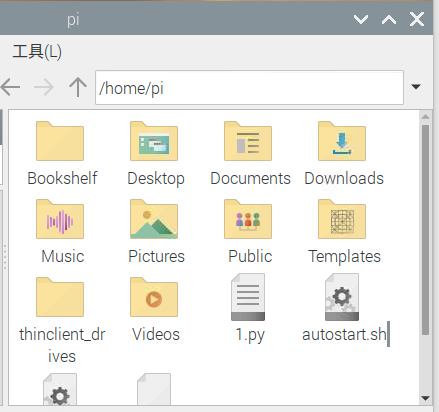 pi
工具(L)
/home/pi
Bookshelf Desktop Documents Downloads
Music Pictures Public Templates
thinclient_drives Videos 1.py autostart.sh